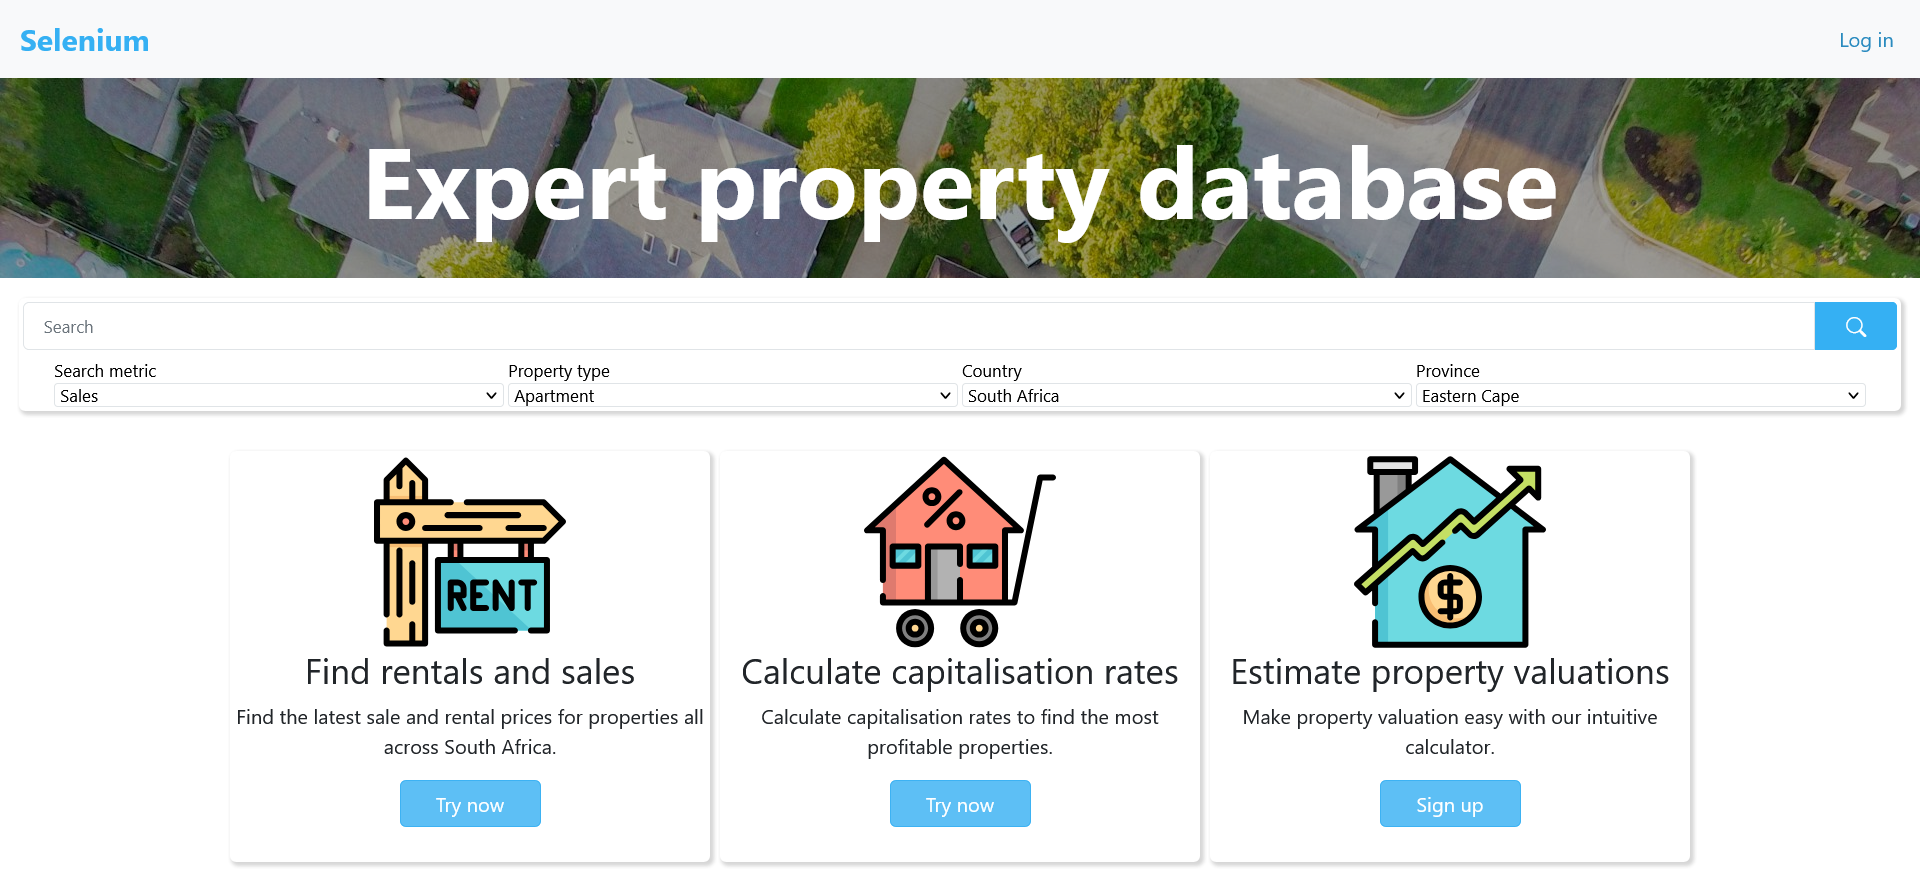 Selenium
Log in
Expert property database
Search
Search metric
Property type
Country
Province
Sales
Apartment
South Africa
Eastern Cape
RENT
%
$
Find rentals and sales
Find the latest sale and rental prices for properties all
across South Africa.
Try now
Calculate capitalisation rates
Calculate capitalisation rates to find the most
profitable properties.
Try now
Estimate property valuations
Make property valuation easy with our intuitive
calculator.
Sign up